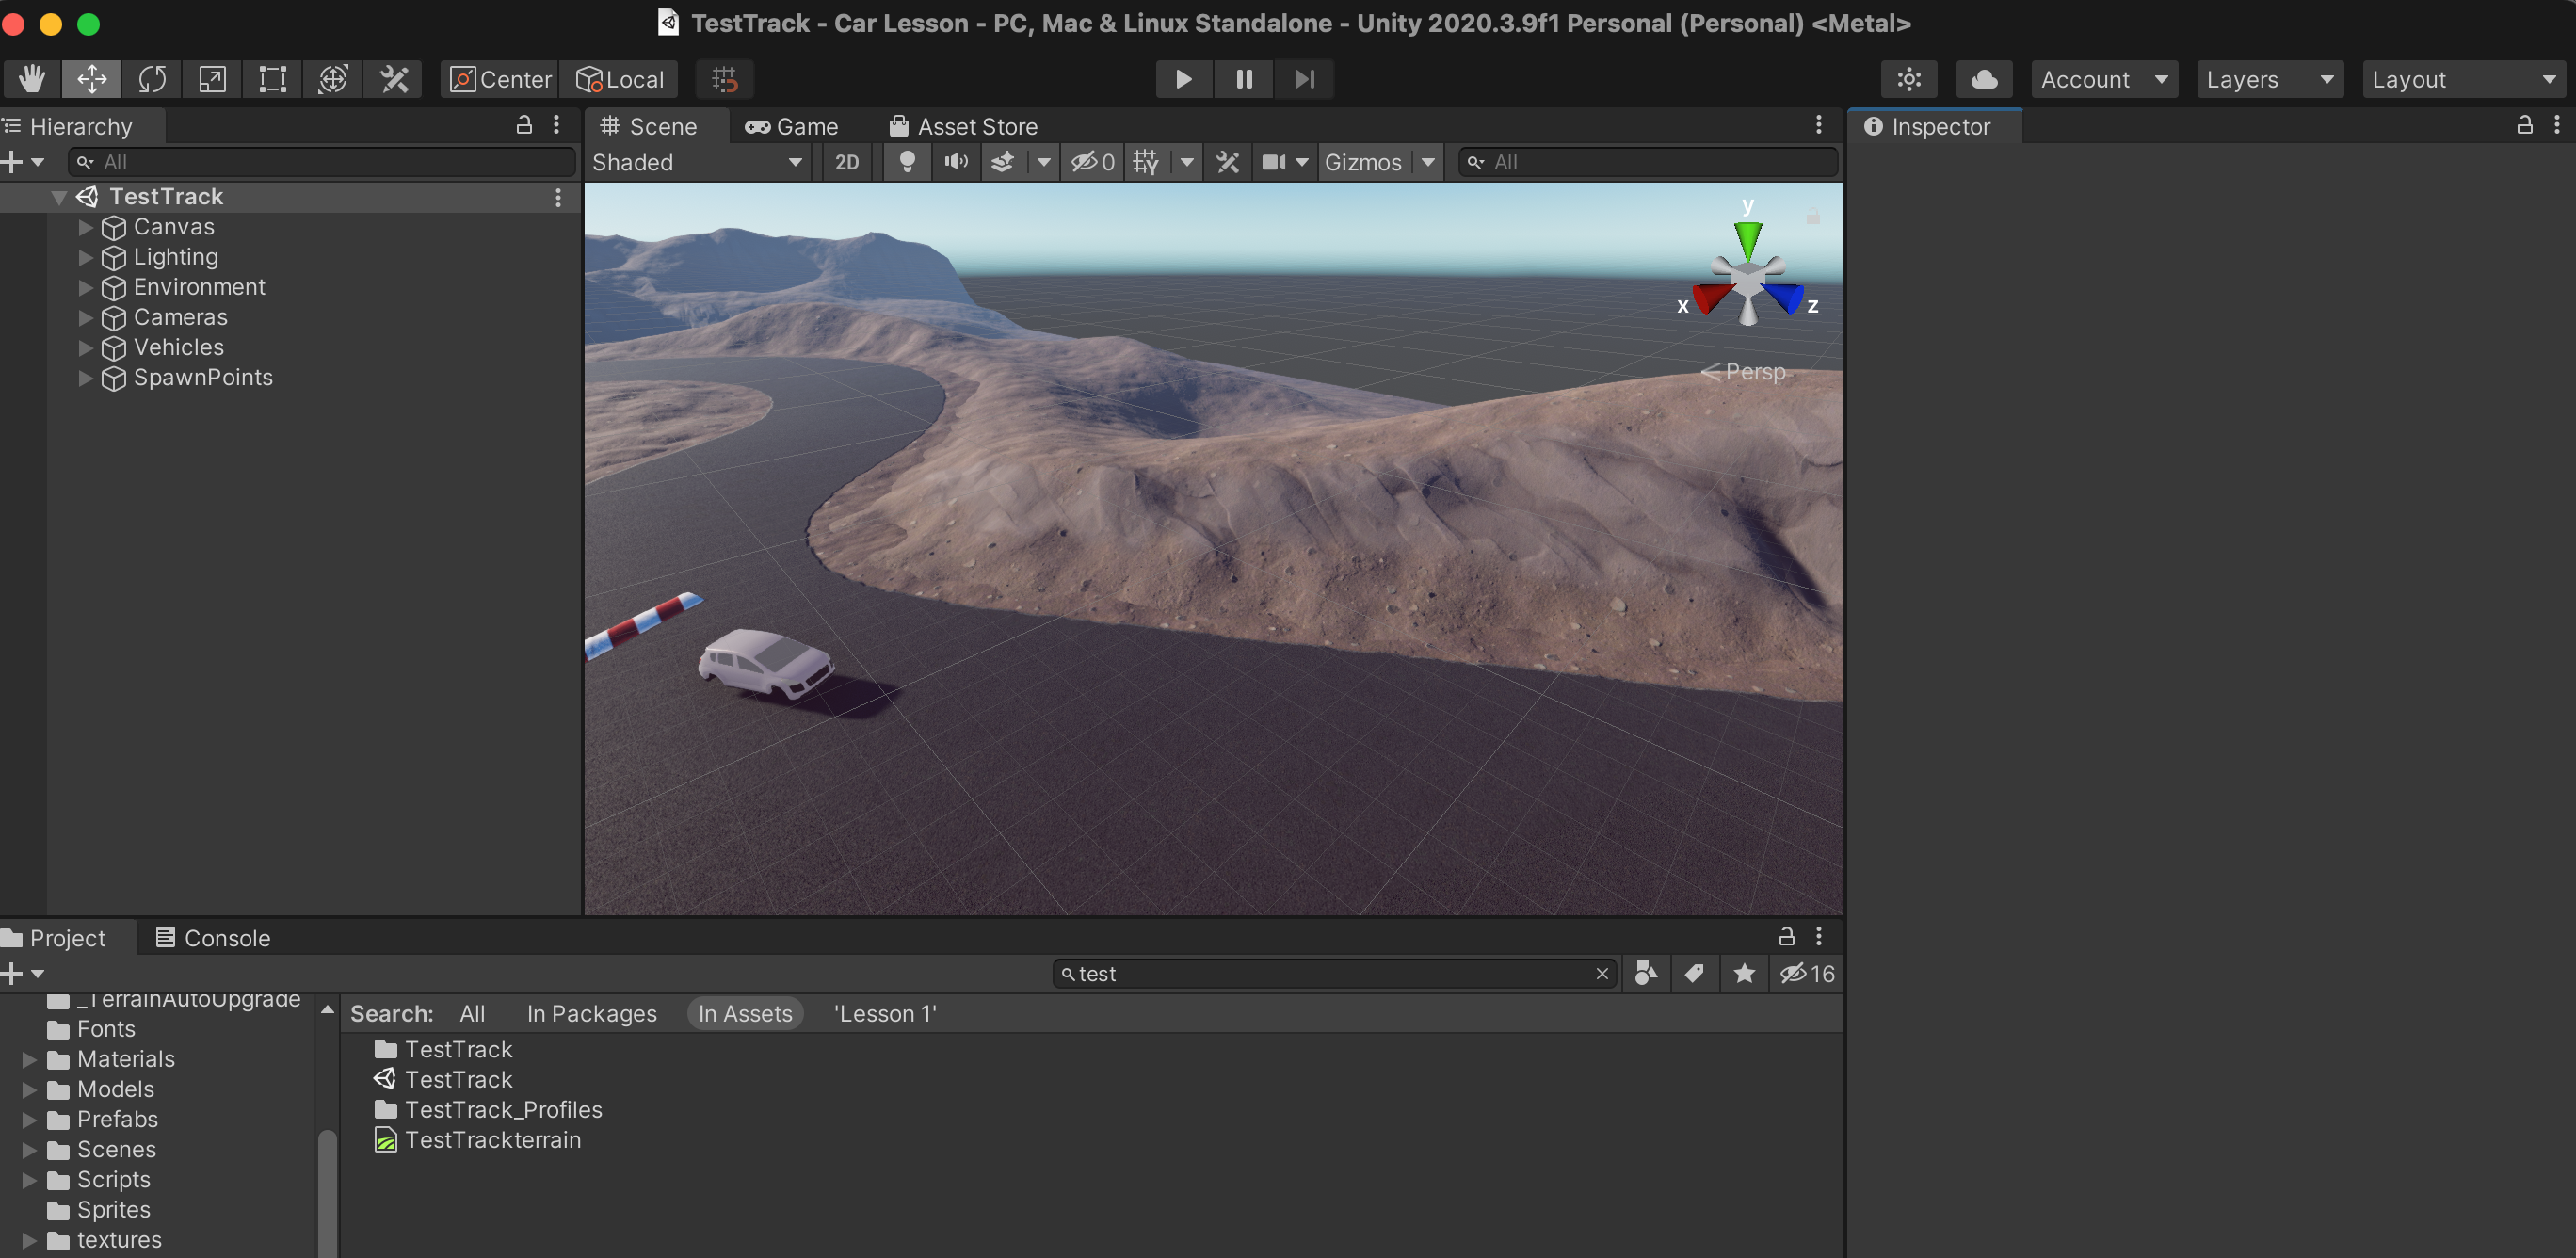 TestTrack - Car Lesson - PC, Mac & Linux Standalone - Unity 2020.3.9f1 Personal (Personal) <Metal>
Center Local Account Layers Layout
Hierarchy
All
TestTrack
Canvas
Lighting
Environment
Cameras
Vehicles
SpawnPoints
Scene Game Asset Store
Shaded 2D 0 Gizmos All
y
x z
< Persp
Inspector
Project Console
test 16
_TerrainAutoUpgrade
Fonts
Materials
Models
Prefabs
Scenes
Scripts
Sprites
textures
Search: All In Packages In Assets 'Lesson 1'
TestTrack
TestTrack
TestTrack_Profiles
TestTrackterrain